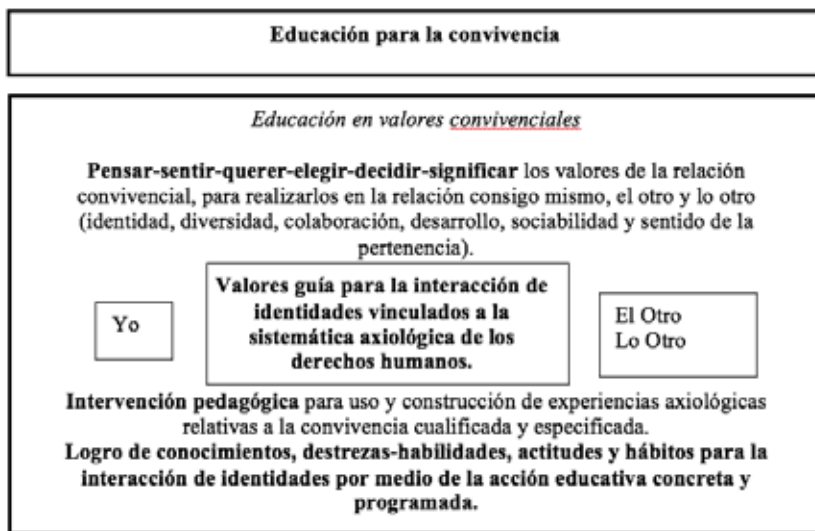 Educación para la convivencia
Educación en valores convivenciales
Pensar-sentir-querer-elegir-decidir-significar los valores de la relación
convivencial, para realizarlos en la relación consigo mismo, el otro y lo otro
(identidad, diversidad, colaboración, desarrollo, sociabilidad y sentido de la
pertenencia).
Yo
Valores guía para la interacción de
identidades vinculados a la
sistemática axiológica de los
derechos humanos.
El Otro
Lo Otro
Intervención pedagógica para uso y construcción de experiencias axiológicas
relativas a la convivencia cualificada y especificada.
Logro de conocimientos, destrezas-habilidades, actitudes y hábitos para la
interacción de identidades por medio de la acción educativa concreta y
programada.